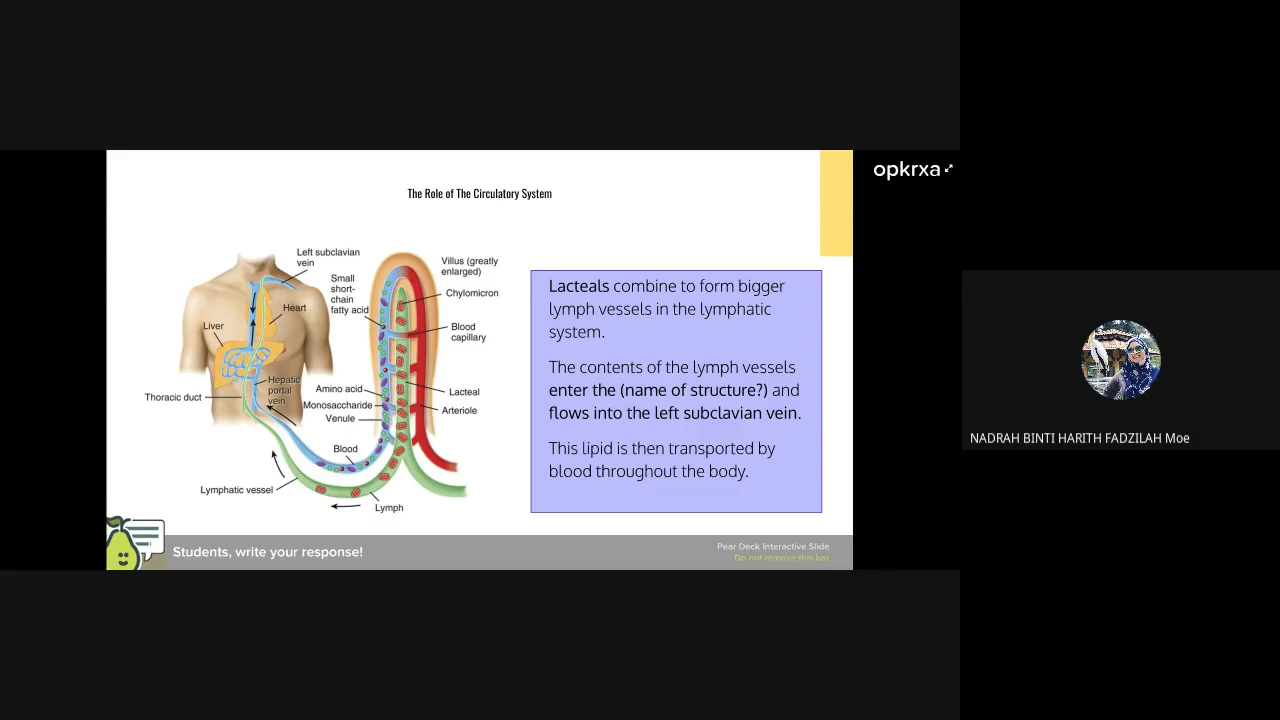 opkrxa
The Role of The Circulatory System
Left subclavian
vein
Heart
Liver
Hepatic
portal
vein
Thoracic duct
Small
short-
chain
fatty acid
Amino acid
Monosaccharide
Venule
Blood
Lymphatic vessel
Lymph
Villus (greatly
enlarged)
Chylomicron
Blood
capillary
Lacteal
Arteriole
Lacteals combine to form bigger
lymph vessels in the lymphatic
system.
The contents of the lymph vessels
enter the (name of structure?) and
flows into the left subclavian vein.
This lipid is then transported by
blood throughout the body.
Students, write your response!
Pear Deck Interactive Slide
Do not remove this bar
NADRAH BINTI HARITH FADZILAH Moe